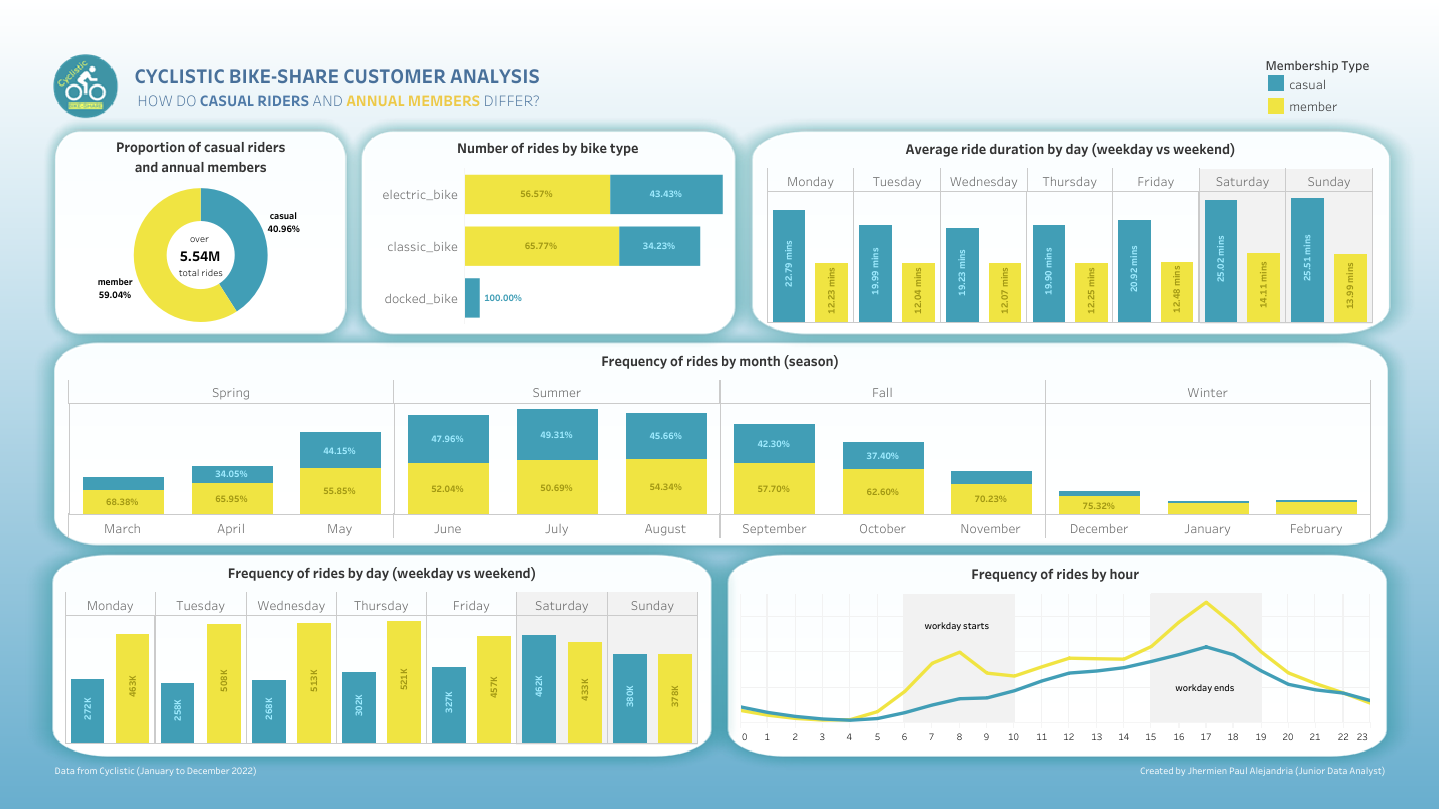 Cyclistic
BIKE-SHARE
CYCLISTIC BIKE-SHARE CUSTOMER ANALYSIS
HOW DO CASUAL RIDERS AND ANNUAL MEMBERS DIFFER?
Membership Type
casual
member
Proportion of casual riders
and annual members
casual
40.96%
over
5.54M
total rides
member
59.04%
Number of rides by bike type
electric_bike 56.57% 43.43%
classic_bike 65.77% 34.23%
docked_bike 100.00%
Average ride duration by day (weekday vs weekend)
Monday Tuesday Wednesday Thursday Friday Saturday Sunday
22.79 mins 12.23 mins 19.99 mins 12.04 mins 19.23 mins 12.07 mins 19.90 mins 12.25 mins 20.92 mins 12.48 mins 25.02 mins 14.11 mins 25.51 mins 13.99 mins
Frequency of rides by month (season)
Spring Summer Fall Winter
34.05% 44.15% 47.96% 49.31% 45.66% 42.30% 37.40%
68.38% 65.95% 55.85% 52.04% 50.69% 54.34% 57.70% 62.60% 70.23% 75.32%
March April May June July August September October November December January February
Frequency of rides by day (weekday vs weekend)
Monday Tuesday Wednesday Thursday Friday Saturday Sunday
272K 463K 258K 508K 268K 513K 302K 521K 327K 457K 462K 433K 380K 378K
Frequency of rides by hour
workday starts
workday ends
0 1 2 3 4 5 6 7 8 9 10 11 12 13 14 15 16 17 18 19 20 21 22 23
Data from Cyclistic (January to December 2022)
Created by Jhermien Paul Alejandria (Junior Data Analyst)